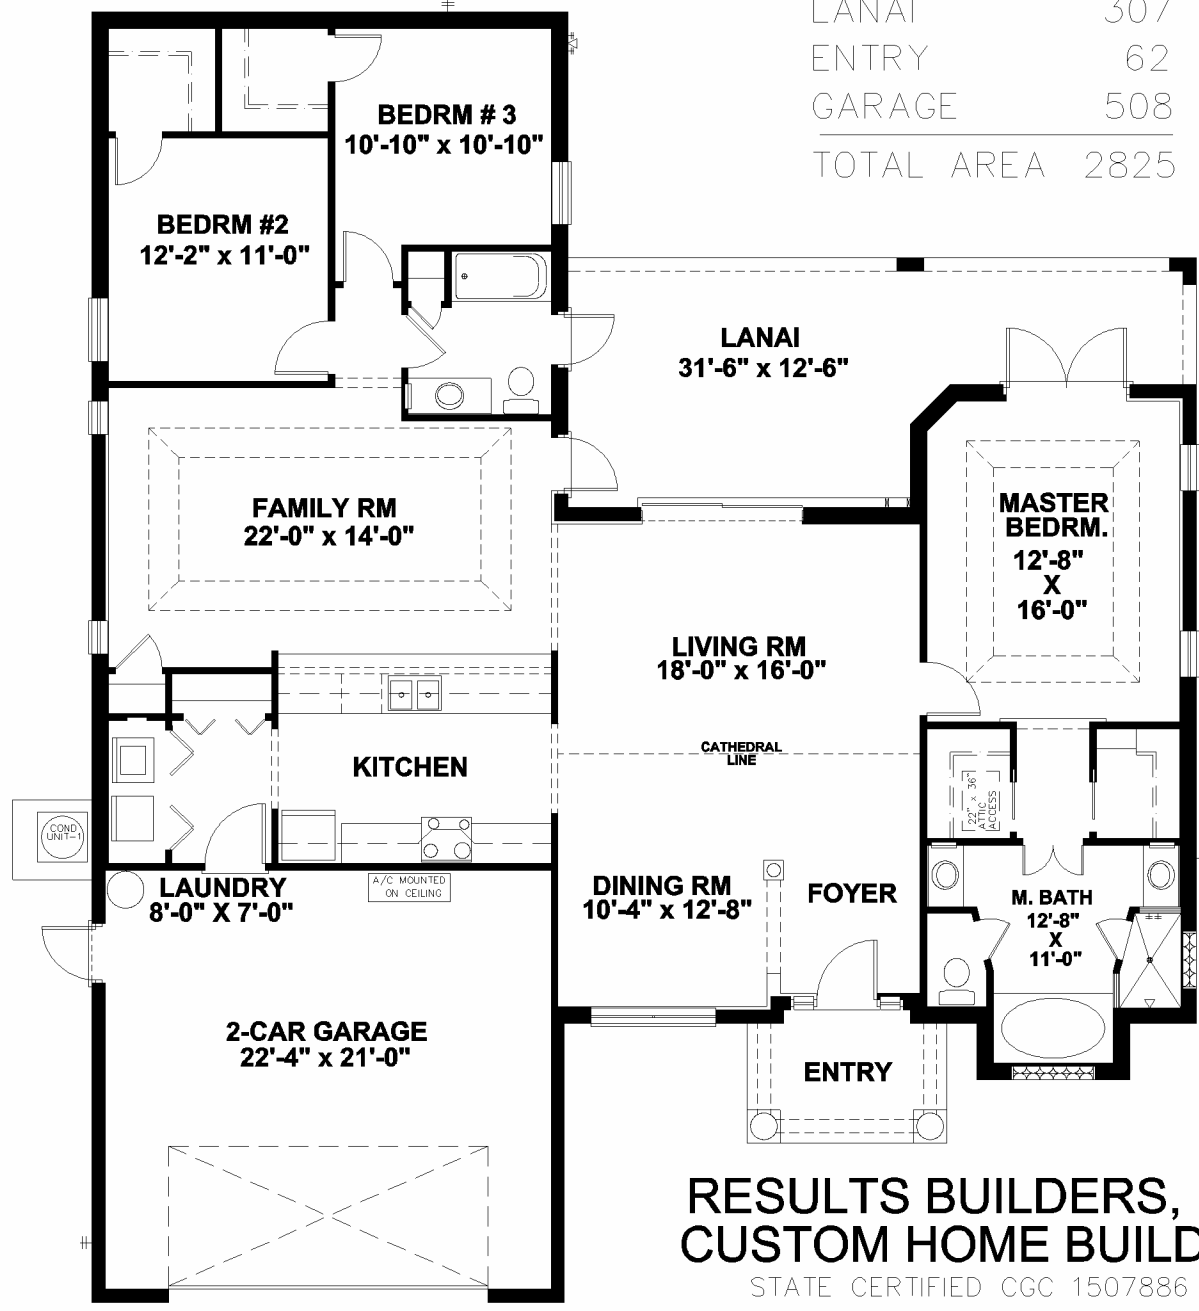 LANAI 307
ENTRY 62
GARAGE 508
TOTAL AREA 2825
BEDRM # 3
10'-10" x 10'-10"
BEDRM #2
12'-2" x 11'-0"
LANAI
31'-6" x 12'-6"
FAMILY RM
22'-0" x 14'-0"
MASTER
BEDRM.
12'-8"
X
16'-0"
LIVING RM
18'-0" x 16'-0"
CATHEDRAL
LINE
KITCHEN
22" x 36"
ATTIC
ACCESS
COND
UNIT-1
LAUNDRY
8'-0" X 7'-0"
A/C MOUNTED
ON CEILING
DINING RM
10'-4" x 12'-8"
FOYER
M. BATH
12'-8"
X
11'-0"
2-CAR GARAGE
22'-4" x 21'-0"
ENTRY
RESULTS BUILDERS,
CUSTOM HOME BUILD
STATE CERTIFIED CGC 1507886